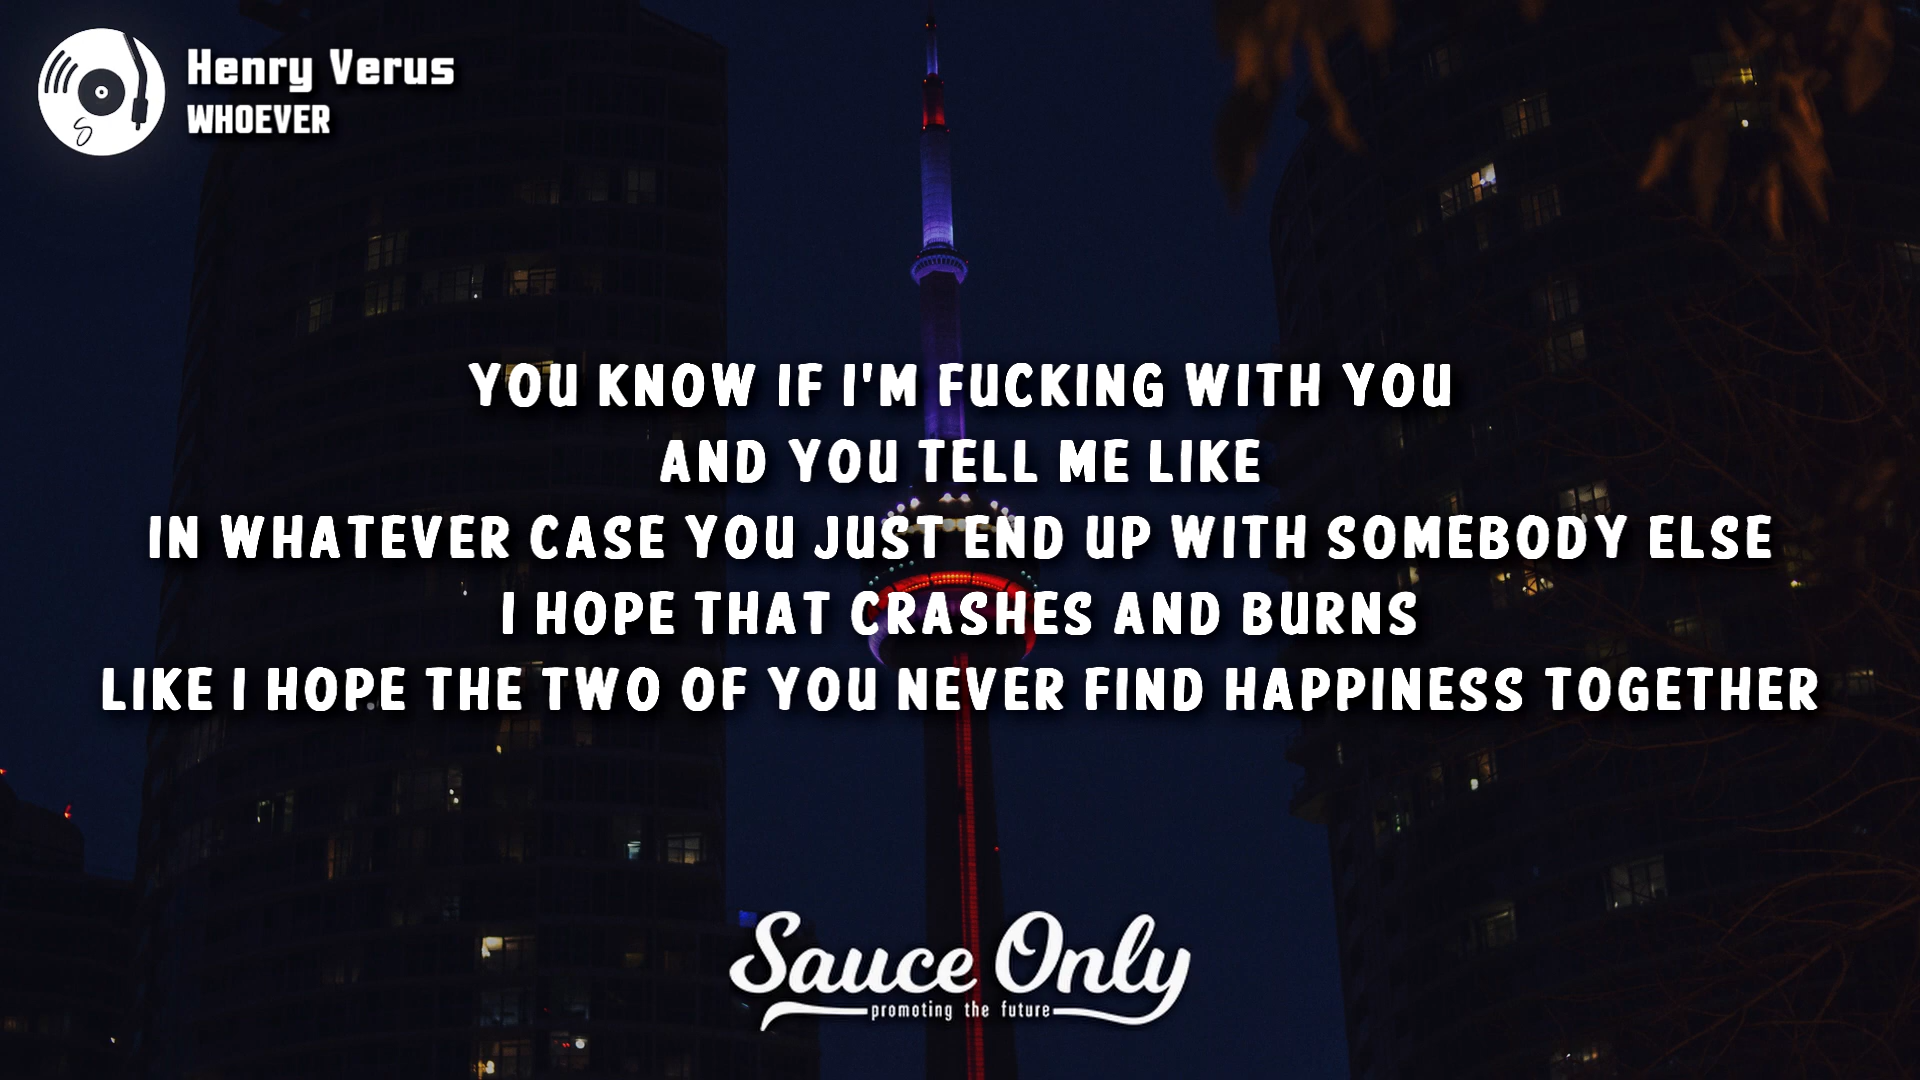 Henry Verus
WHOEVER
YOU KNOW IF I'M FUCKING WITH YOU
AND YOU TELL ME LIKE
IN WHATEVER CASE YOU JUST END UP WITH SOMEBODY ELSE
I HOPE THAT CRASHES AND BURNS
LIKE I HOPE THE TWO OF YOU NEVER FIND HAPPINESS TOGETHER
Sauce Only
promoting the future